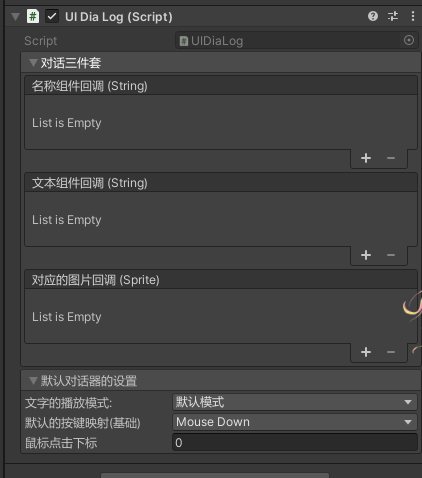 UI Dia Log (Script)
Script UIDiaLog
对话三件套
名称组件回调 (String)
List is Empty
+ −
文本组件回调 (String)
List is Empty
+ −
对应的图片回调 (Sprite)
List is Empty
+ −
默认对话器的设置
文字的播放模式: 默认模式
默认的按键映射(基础) Mouse Down
鼠标点击下标 0